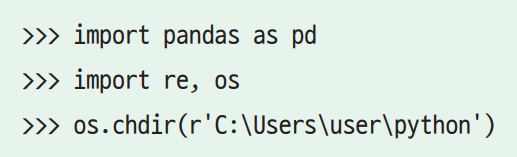 >>> import pandas as pd
>>> import re, os
>>> os.chdir(r'C:\Users\user\python')